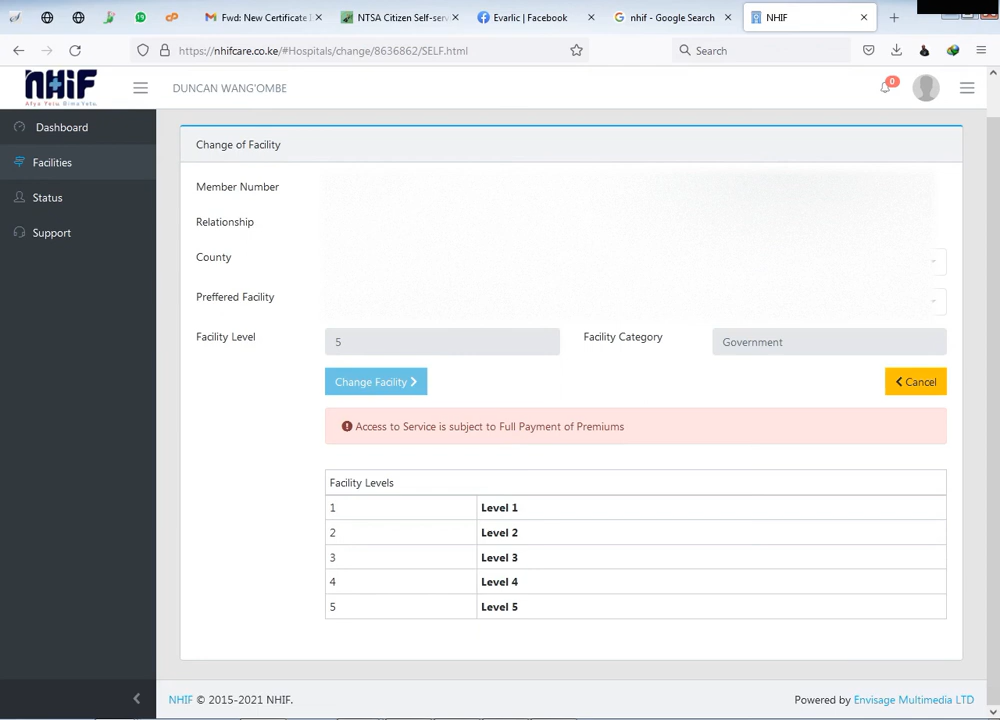 19
Fwd: New Certificate
NTSA Citizen Self-serv
Evarlic | Facebook
nhif - Google Search
NHIF
https://nhifcare.co.ke/#Hospitals/change/8636862/SELF.html
Search
NHIF
Afya Yetu, Bima Yetu
DUNCAN WANG'OMBE
0
Dashboard
Facilities
Status
Support
Change of Facility
Member Number
Relationship
County
Preffered Facility
Facility Level
5
Facility Category
Government
Change Facility
Cancel
Access to Service is subject to Full Payment of Premiums
Facility Levels
1 Level 1
2 Level 2
3 Level 3
4 Level 4
5 Level 5
NHIF © 2015-2021 NHIF.
Powered by Envisage Multimedia LTD